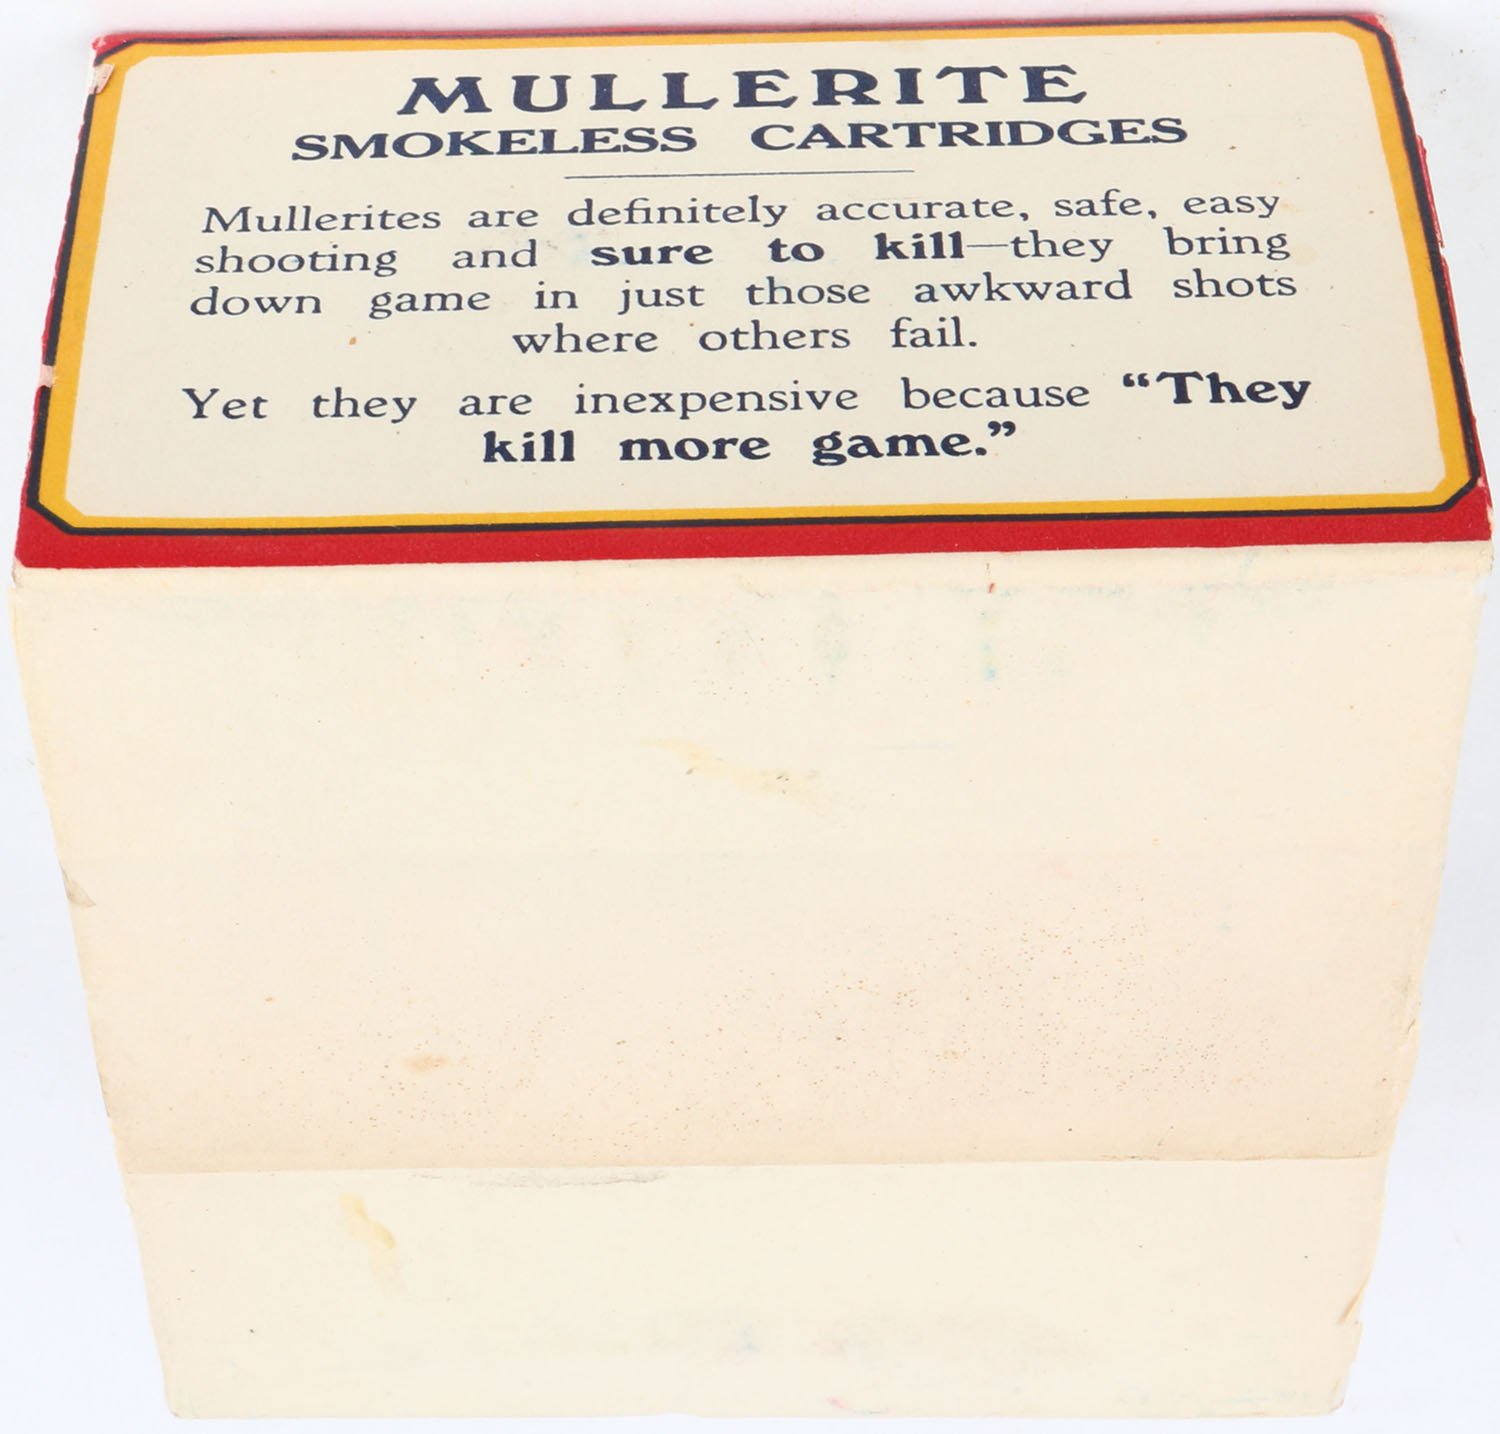 MULLERITE
SMOKELESS CARTRIDGES
Mullerites are definitely accurate, safe, easy
shooting and sure to kill—they bring
down game in just those awkward shots
where others fail.
Yet they are inexpensive because “They
kill more game.”